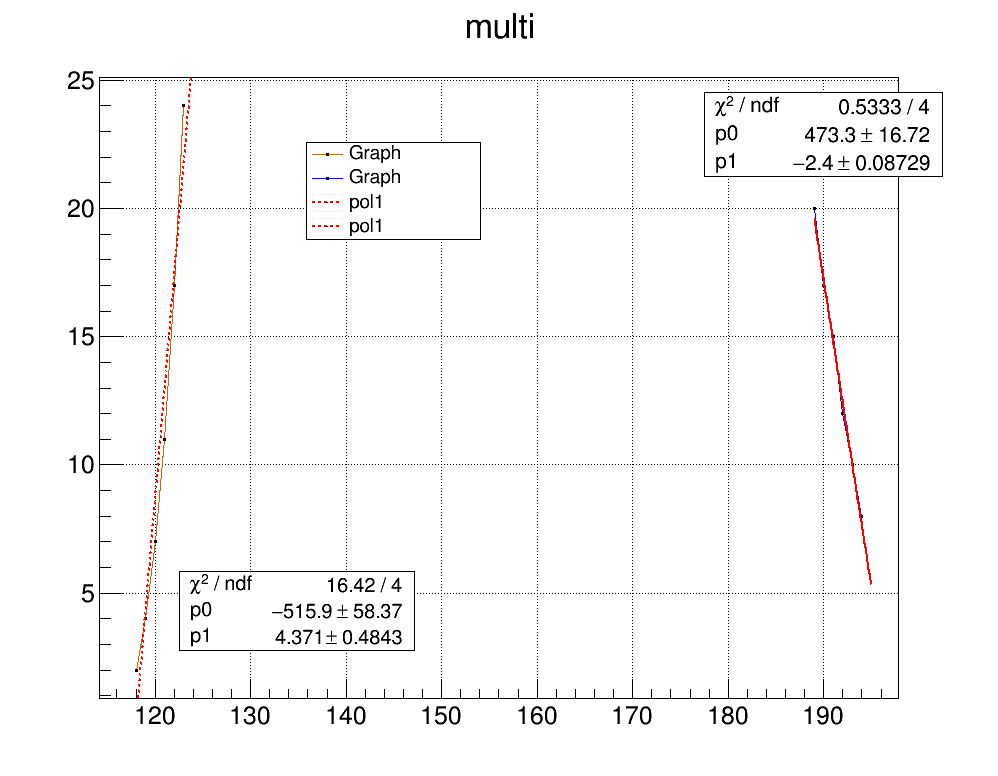 multi
25
20
15
10
5
χ² / ndf 0.5333 / 4
p0 473.3 ± 16.72
p1 −2.4 ± 0.08729
Graph
Graph
pol1
pol1
χ² / ndf 16.42 / 4
p0 −515.9 ± 58.37
p1 4.371 ± 0.4843
120 130 140 150 160 170 180 190